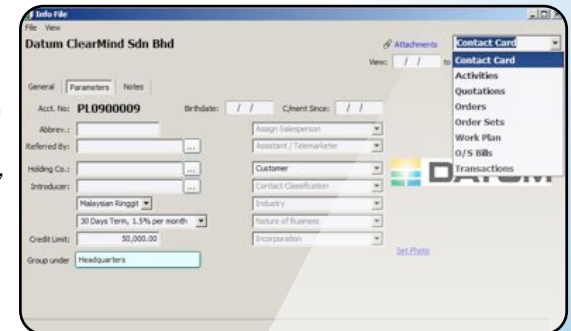 Info File
File View
Datum ClearMind Sdn Bhd
Attachments
Contact Card
View: / / to
Contact Card
Activities
Quotations
Orders
Order Sets
Work Plan
O/S Bills
Transactions
General Parameters Notes
Acct. No: PL0900009 Birthdate: / / C/ment Since: / /
Abbrev.: Assign Salesperson
Referred By: ... Assistant / Telemarketer
Holding Co.: ... Customer
Introducer: ... Contact Classification
Malaysian Ringgit Industry
30 Days Term, 1.5% per month Nature of Business
Credit Limit: 50,000.00 Incorporation
Set Photo
Group under Headquarters